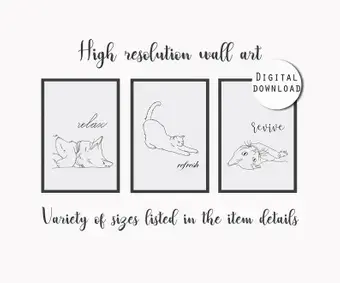 High resolution wall art
DIGITAL
DOWNLOAD
relax
refresh
revive
Variety of sizes listed in the item details